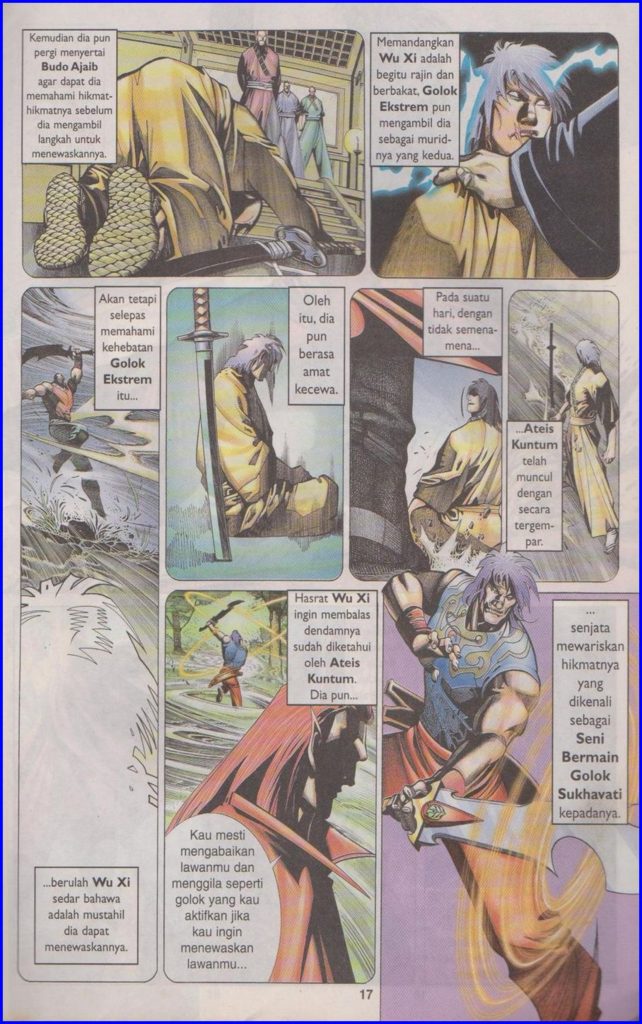 Kemudian dia pun
pergi menyertai
Budo Ajaib
agar dapat dia
memahami hikmat-
hikmatnya sebelum
dia mengambil
langkah untuk
menewaskannya.
Memandangkan
Wu Xi adalah
begitu rajin dan
berbakat, Golok
Ekstrem pun
mengambil dia
sebagai murid-
nya yang kedua.
Akan tetapi
selepas
memahami
kehebatan
Golok
Ekstrem
itu...
...berulah Wu Xi
sedar bahawa
adalah mustahil
dia dapat
menewaskannya.
Oleh
itu, dia
pun
berasa
amat
kecewa.
Pada suatu
hari, dengan
tidak semena-
mena...
...Ateis
Kuntum
telah
muncul
dengan
secara
tergem-
par.
Hasrat Wu Xi
ingin membalas
dendamnya
sudah diketahui
oleh Ateis
Kuntum.
Dia pun...
Kau mesti
mengabaikan
lawanmu dan
menggila seperti
golok yang kau
aktifkan jika
kau ingin
menewaskan
lawanmu...
...
senjata
mewariskan
hikmatnya
yang
dikenali
sebagai
Seni
Bermain
Golok
Sukhavati
kepadanya.
17